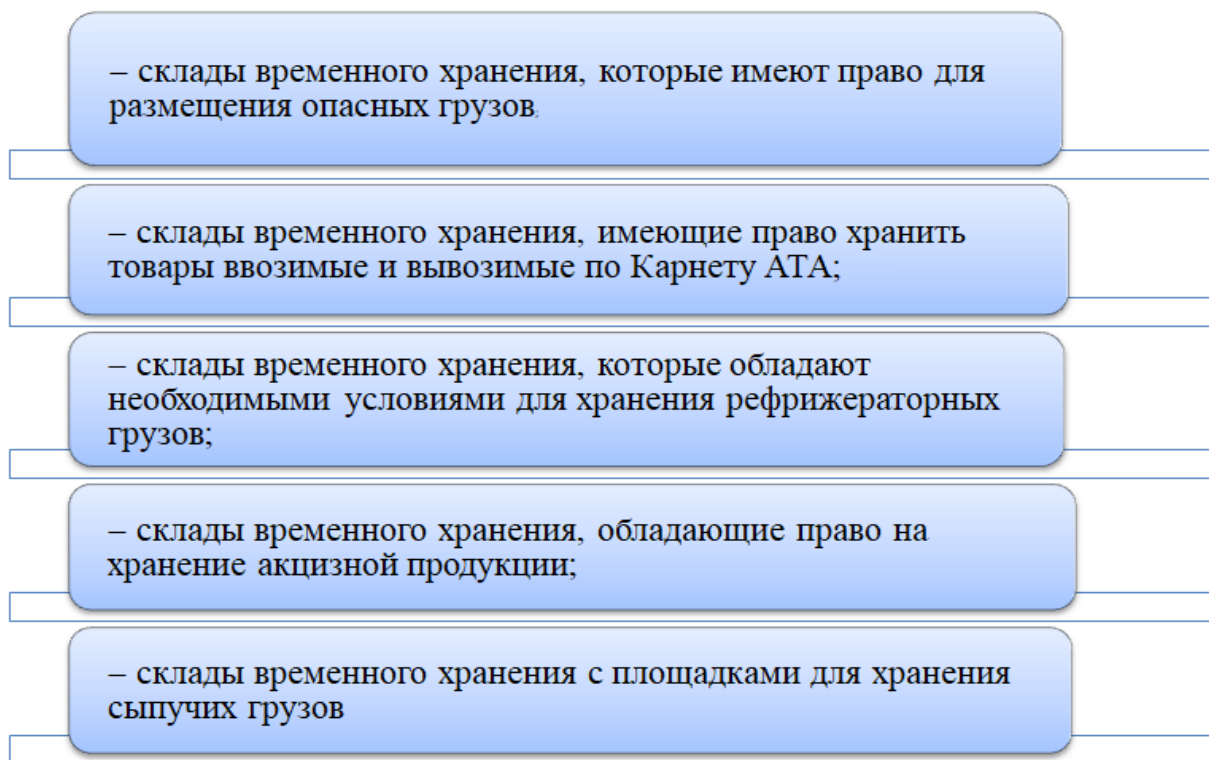 – склады временного хранения, которые имеют право для
размещения опасных грузов;
– склады временного хранения, имеющие право хранить
товары ввозимые и вывозимые по Карнету АТА;
– склады временного хранения, которые обладают
необходимыми условиями для хранения рефрижераторных
грузов;
– склады временного хранения, обладающие право на
хранение акцизной продукции;
– склады временного хранения с площадками для хранения
сыпучих грузов